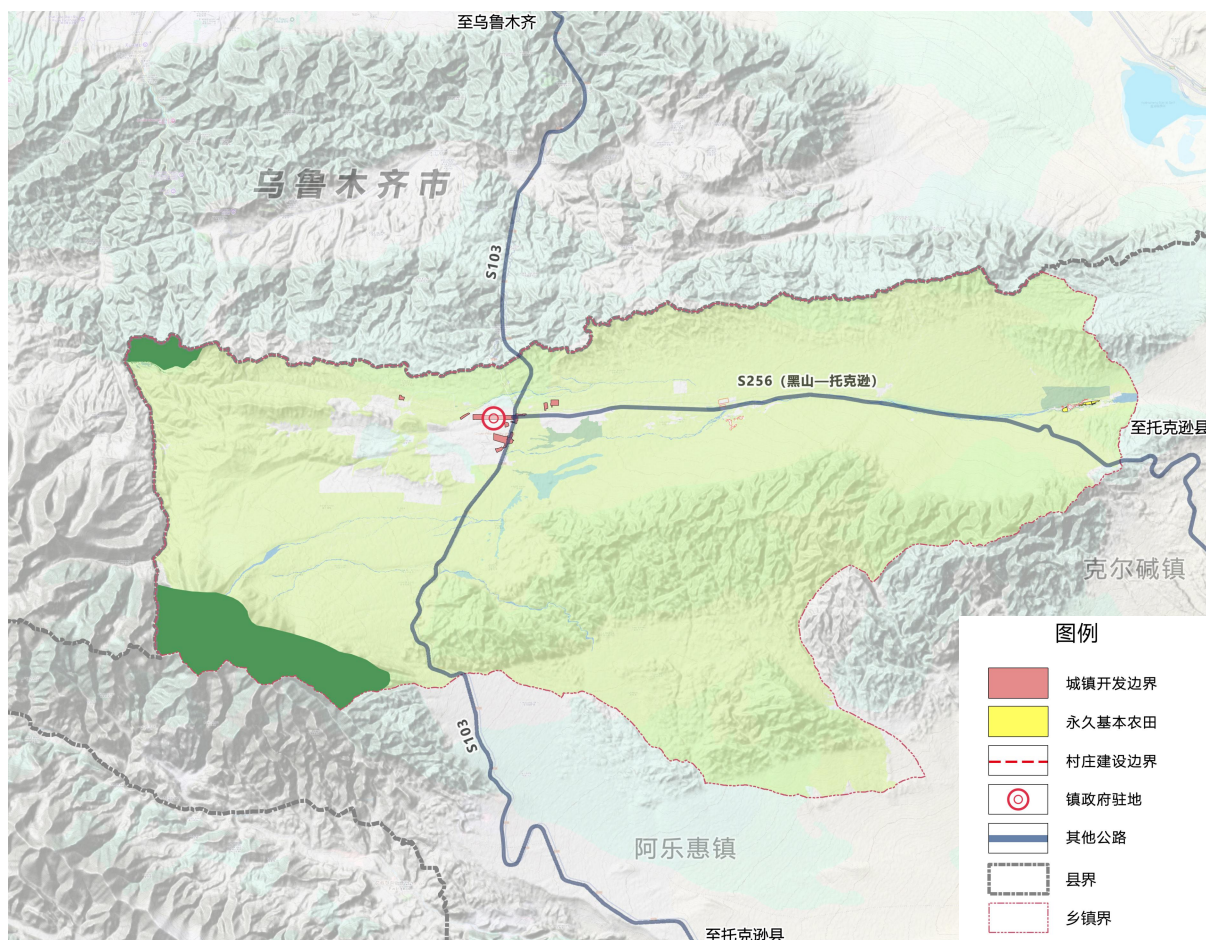 至乌鲁木齐
乌鲁木齐市
S103
S256（黑山—托克逊）
至托克逊县
克尔碱镇
S103
阿乐惠镇
至托克逊县
图例
城镇开发边界
永久基本农田
村庄建设边界
镇政府驻地
其他公路
县界
乡镇界